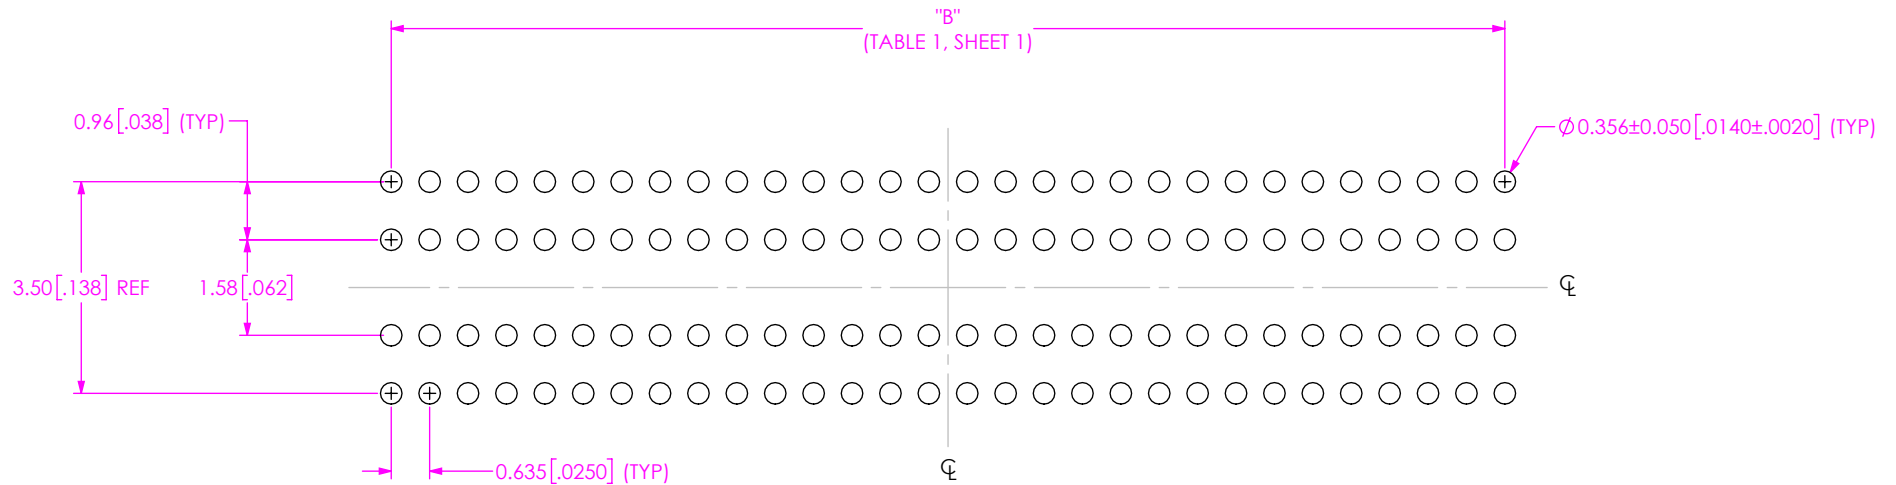 "B"
(TABLE 1, SHEET 1)
0.96[.038] (TYP)
Ø0.356±0.050[.0140±.0020] (TYP)
3.50[.138] REF
1.58[.062]
℄
0.635[.0250] (TYP)
℄